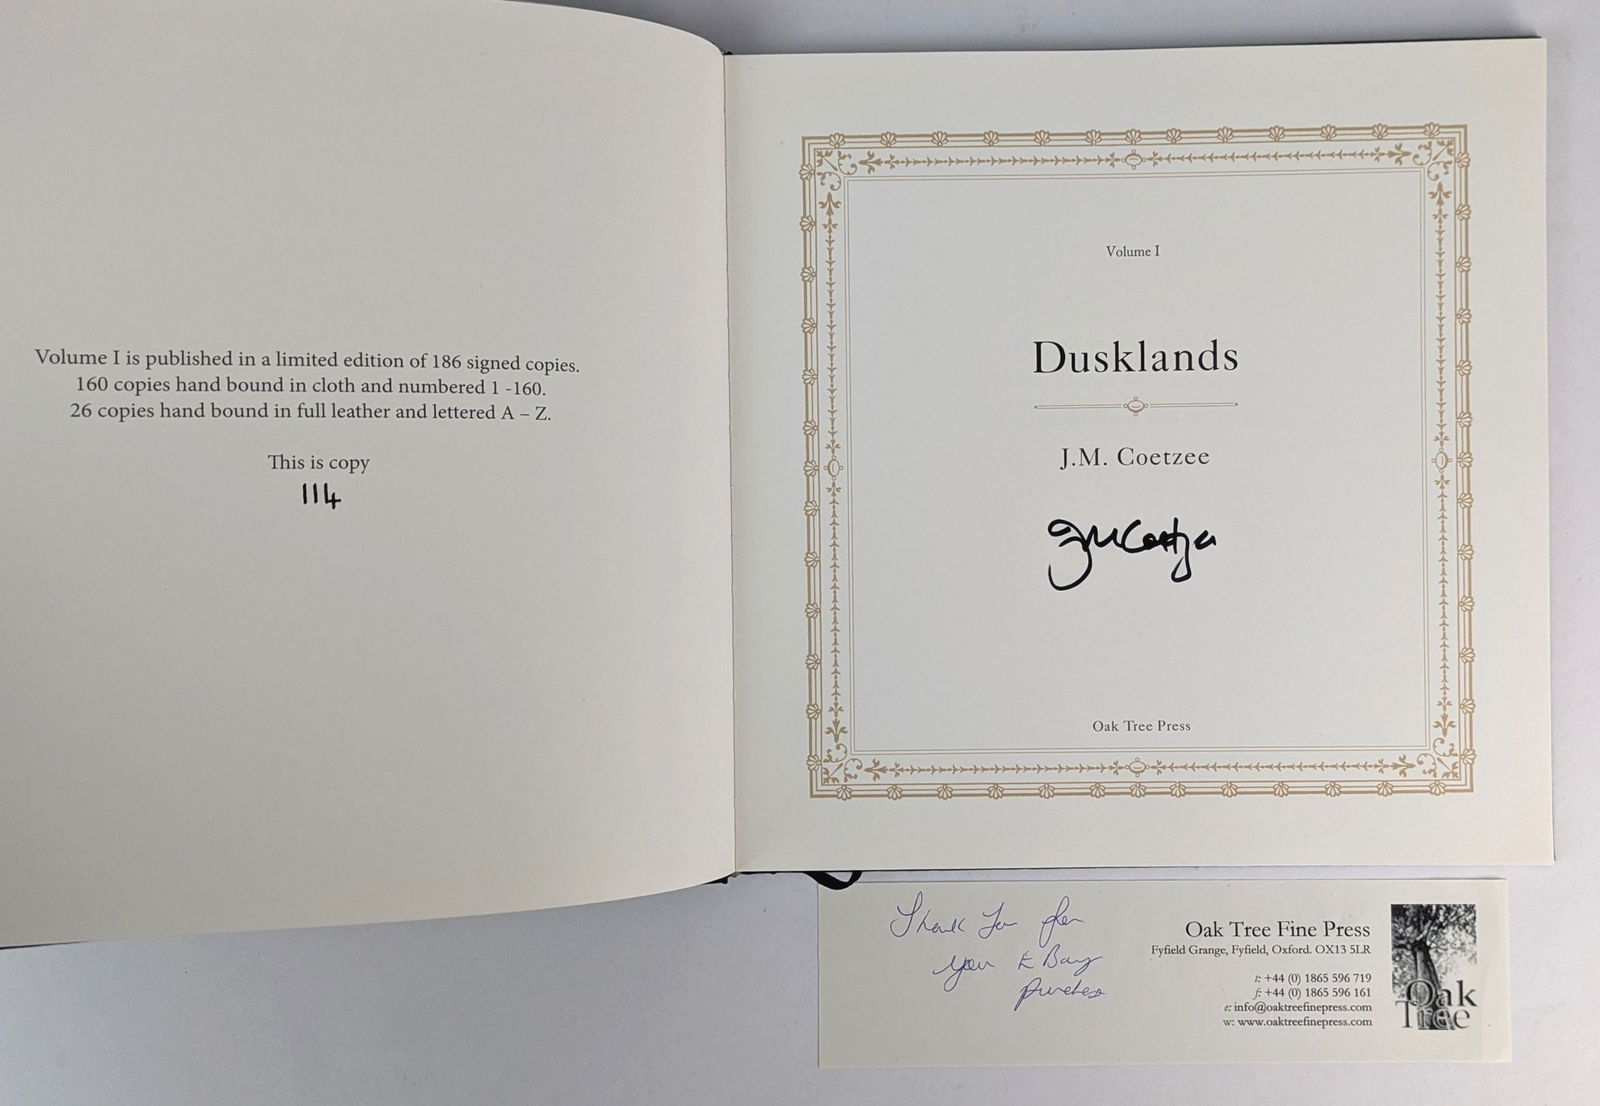 Volume I is published in a limited edition of 186 signed copies.
160 copies hand bound in cloth and numbered 1 -160.
26 copies hand bound in full leather and lettered A – Z.
This is copy
114
Volume I
Dusklands
J.M. Coetzee
JM Coetzee
Oak Tree Press
Thank You for
your E Bay
purchase
Oak Tree Fine Press
Fyfield Grange, Fyfield, Oxford. OX13 5LR
t: +44 (0) 1865 596 719
f: +44 (0) 1865 596 161
e: info@oaktreefinepress.com
w: www.oaktreefinepress.com
Oak
Tree